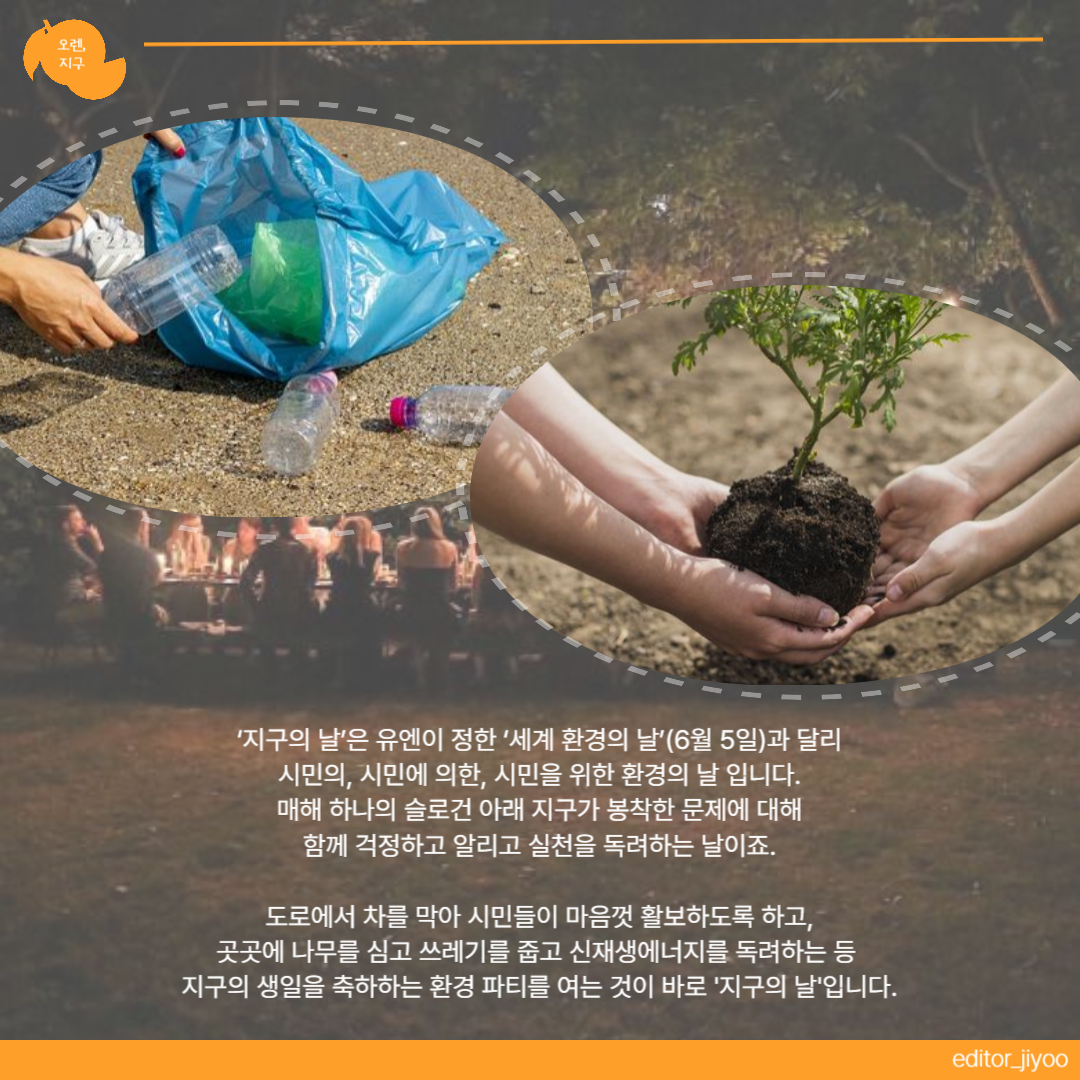 오렌,
지구
'지구의 날'은 유엔이 정한 '세계 환경의 날'(6월 5일)과 달리
시민의, 시민에 의한, 시민을 위한 환경의 날 입니다.
매해 하나의 슬로건 아래 지구가 봉착한 문제에 대해
함께 걱정하고 알리고 실천을 독려하는 날이죠.
도로에서 차를 막아 시민들이 마음껏 활보하도록 하고,
곳곳에 나무를 심고 쓰레기를 줍고 신재생에너지를 독려하는 등
지구의 생일을 축하하는 환경 파티를 여는 것이 바로 '지구의 날'입니다.
editor_jiyoo